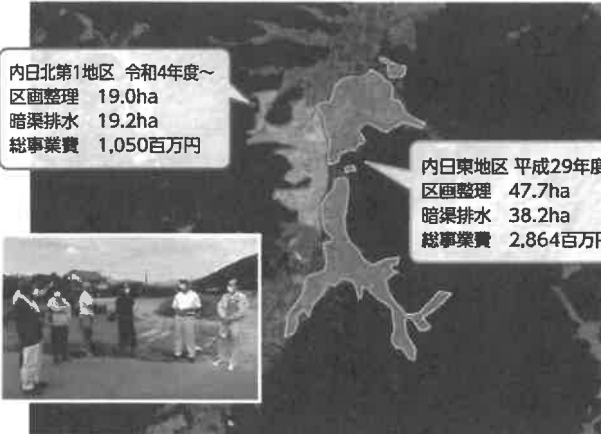 内日北第1地区 令和4年度～
区画整理 19.0ha
暗渠排水 19.2ha
総事業費 1,050百万円
内日東地区 平成29年度
区画整理 47.7ha
暗渠排水 38.2ha
総事業費 2,864百万円